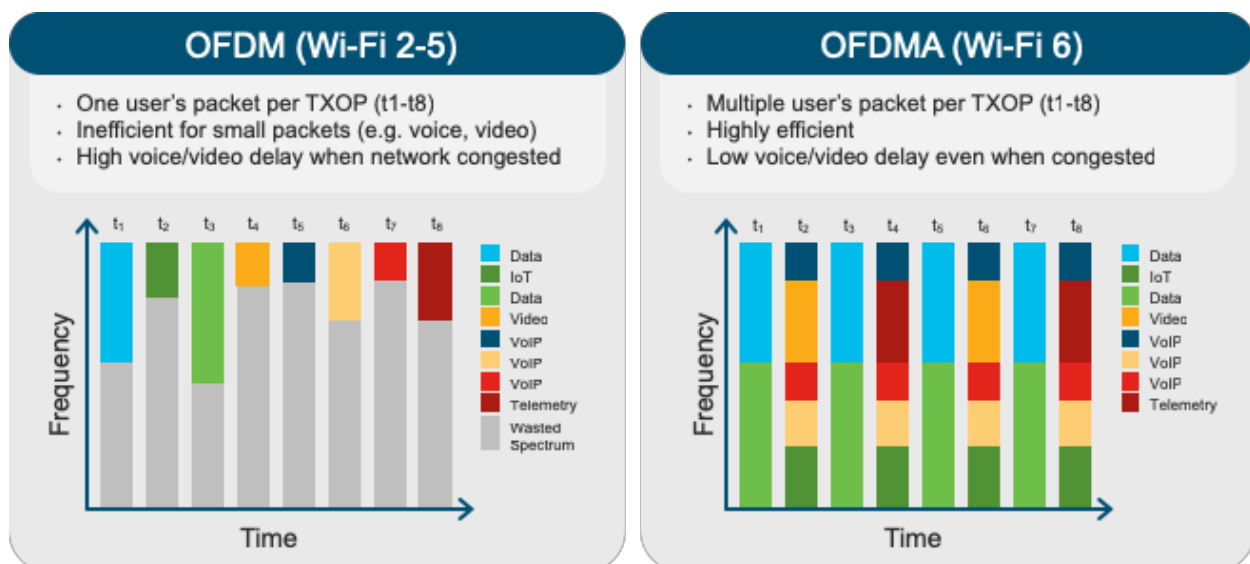 OFDM (Wi-Fi 2-5)
· One user's packet per TXOP (t1-t8)
· Inefficient for small packets (e.g. voice, video)
· High voice/video delay when network congested
t₁ t₂ t₃ t₄ t₅ t₆ t₇ t₈
Data
IoT
Data
Video
VoIP
VoIP
VoIP
Telemetry
Wasted
Spectrum
Frequency
Time
OFDMA (Wi-Fi 6)
· Multiple user's packet per TXOP (t1-t8)
· Highly efficient
· Low voice/video delay even when congested
t₁ t₂ t₃ t₄ t₅ t₆ t₇ t₈
Data
IoT
Data
Video
VoIP
VoIP
VoIP
Telemetry
Frequency
Time